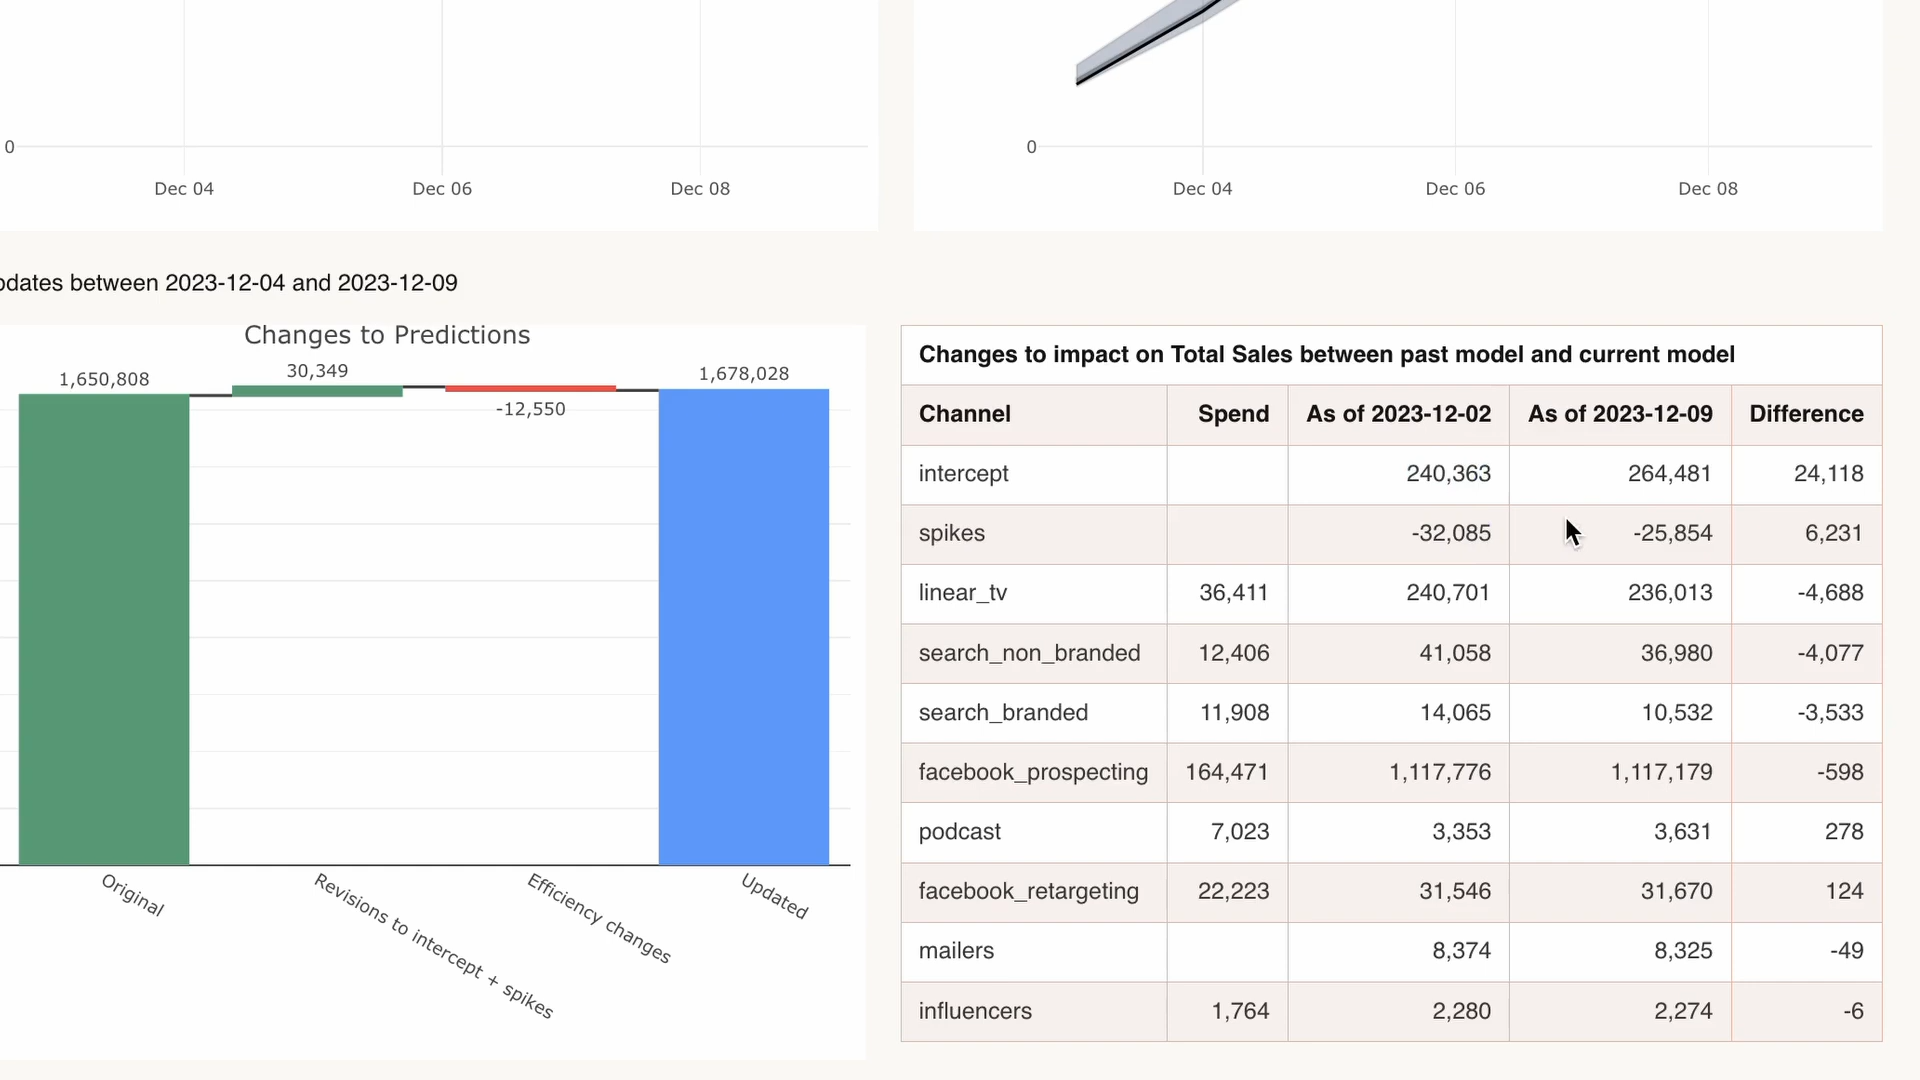 0
Dec 04 Dec 06 Dec 08
0
Dec 04 Dec 06 Dec 08
between 2023-12-04 and 2023-12-09
Changes to Predictions
1,650,808
30,349
-12,550
1,678,028
Original
Revisions to intercept + spikes
Efficiency changes
Updated
Changes to impact on Total Sales between past model and current model
Channel Spend As of 2023-12-02 As of 2023-12-09 Difference
intercept 240,363 264,481 24,118
spikes -32,085 -25,854 6,231
linear_tv 36,411 240,701 236,013 -4,688
search_non_branded 12,406 41,058 36,980 -4,077
search_branded 11,908 14,065 10,532 -3,533
facebook_prospecting 164,471 1,117,776 1,117,179 -598
podcast 7,023 3,353 3,631 278
facebook_retargeting 22,223 31,546 31,670 124
mailers 8,374 8,325 -49
influencers 1,764 2,280 2,274 -6